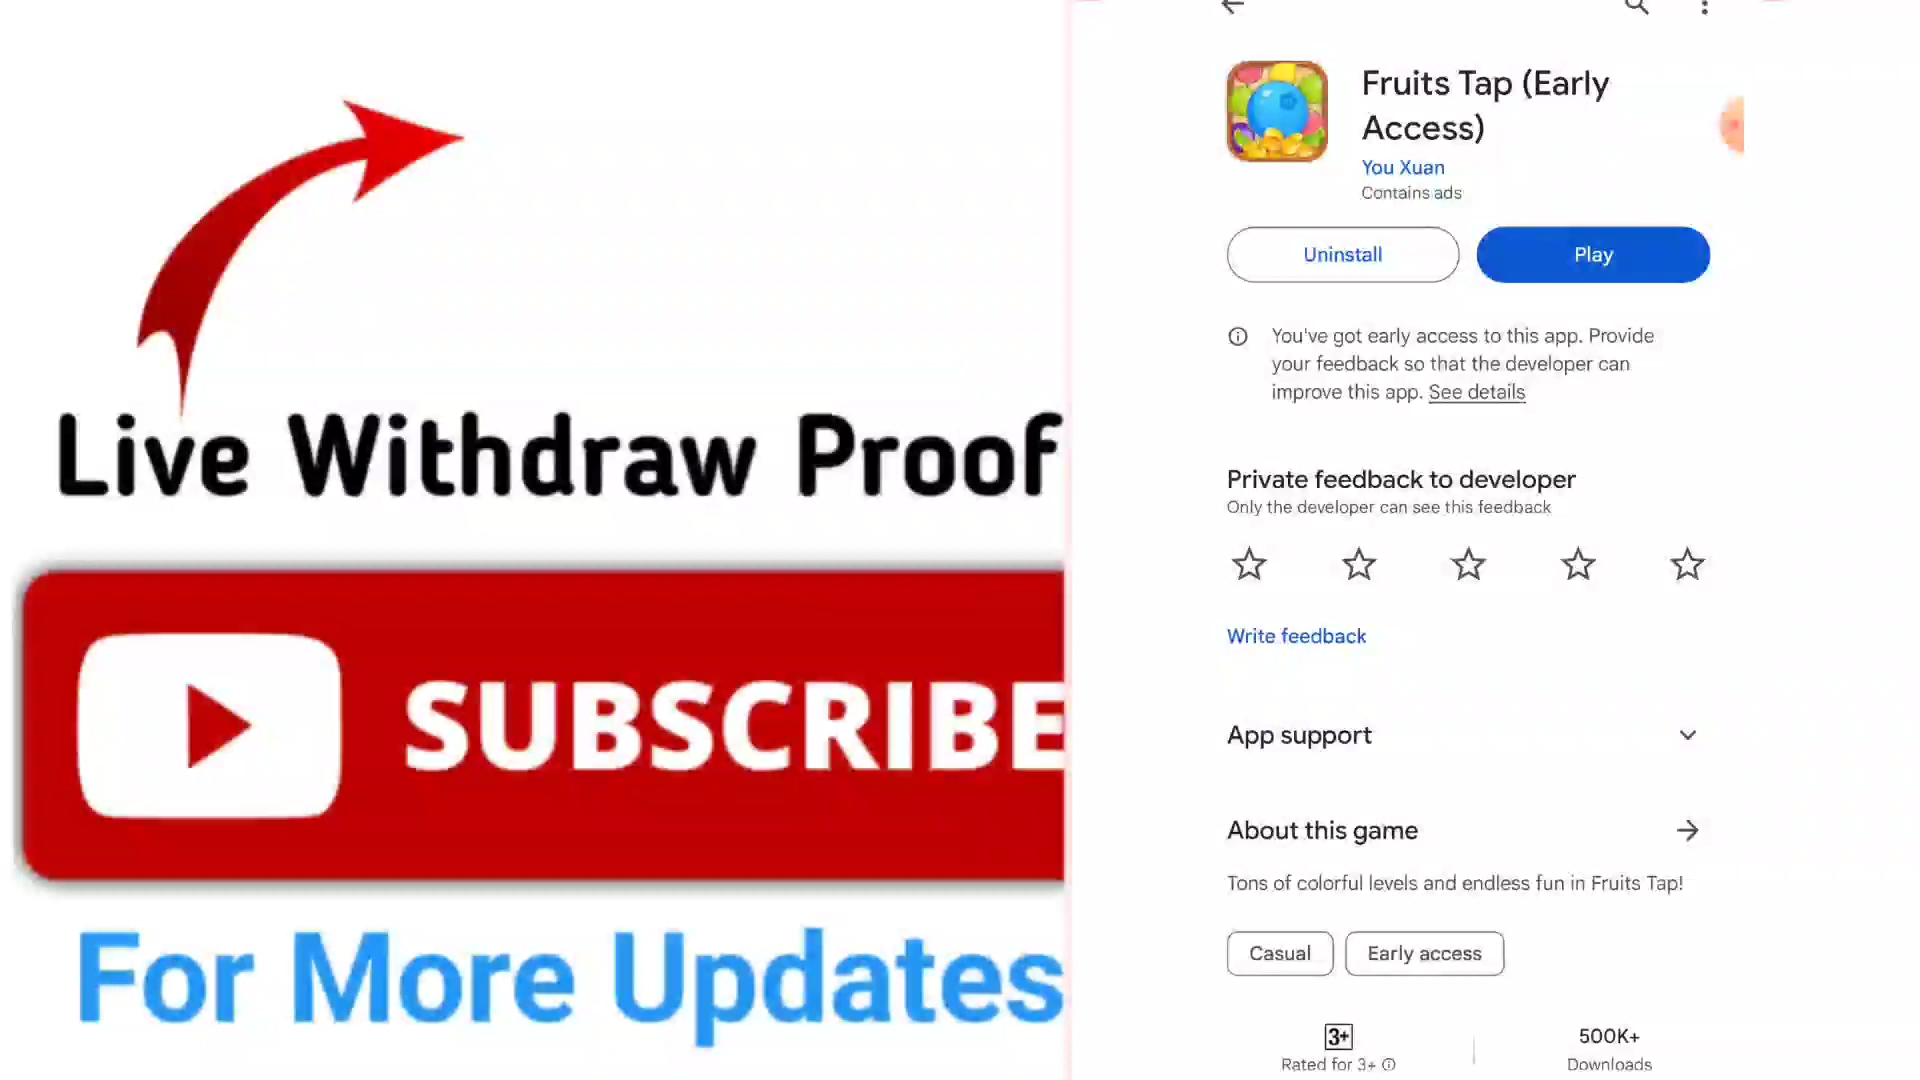 Live Withdraw Proof
SUBSCRIBE
For More Updates
Fruits Tap (Early
Access)
You Xuan
Contains ads
Uninstall
Play
You've got early access to this app. Provide
your feedback so that the developer can
improve this app. See details
Private feedback to developer
Only the developer can see this feedback
Write feedback
App support
About this game
Tons of colorful levels and endless fun in Fruits Tap!
Casual
Early access
3+
Rated for 3+
500K+
Downloads